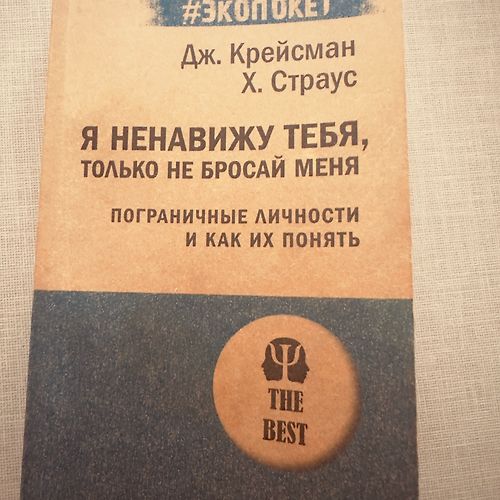 #ЭКОПОКЕТ
Дж. Крейсман
Х. Страус
Я НЕНАВИЖУ ТЕБЯ,
ТОЛЬКО НЕ БРОСАЙ МЕНЯ
ПОГРАНИЧНЫЕ ЛИЧНОСТИ
И КАК ИХ ПОНЯТЬ
Ψ
THE
BEST